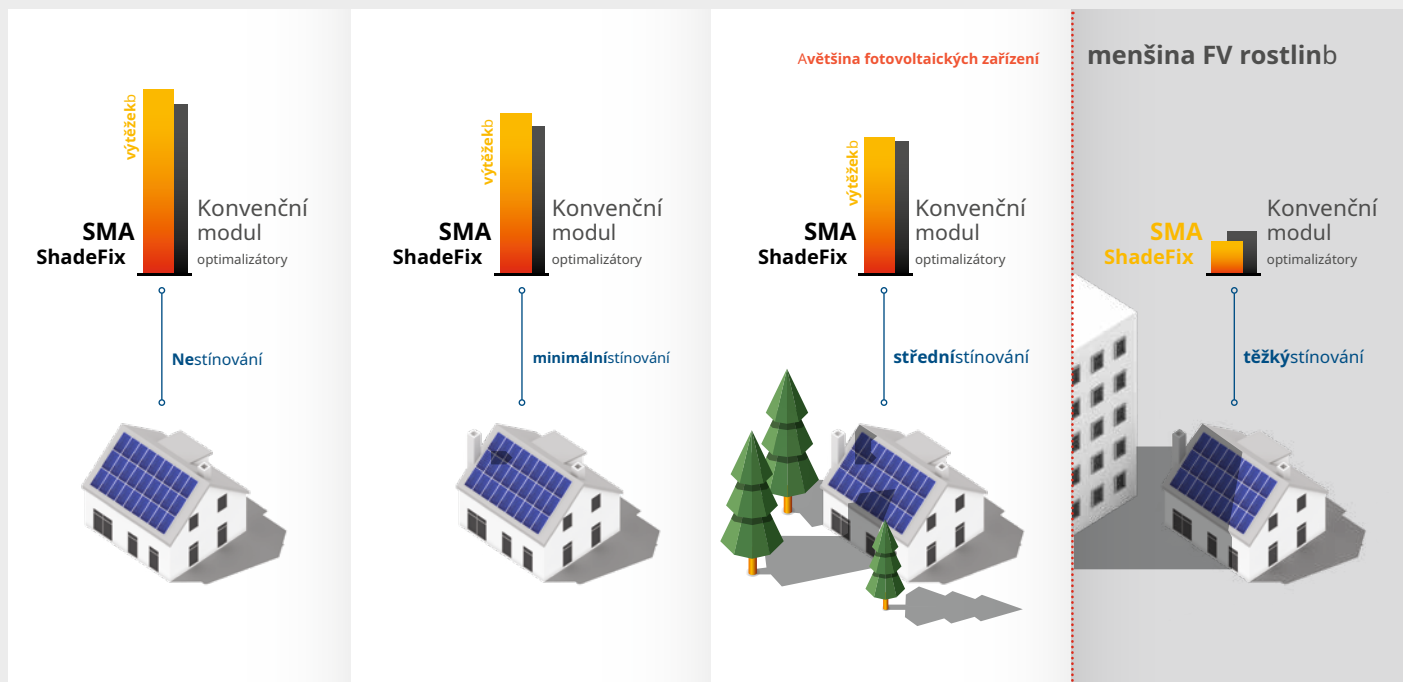 Avětšina fotovoltaických zařízení
menšina FV rostlinb
výtěžekb
SMA
ShadeFix
Konvenční
modul
optimalizátory
Nestínování
výtěžekb
SMA
ShadeFix
Konvenční
modul
optimalizátory
minimálnístínování
výtěžekb
SMA
ShadeFix
Konvenční
modul
optimalizátory
střednístínování
SMA
ShadeFix
Konvenční
modul
optimalizátory
těžkýstínování